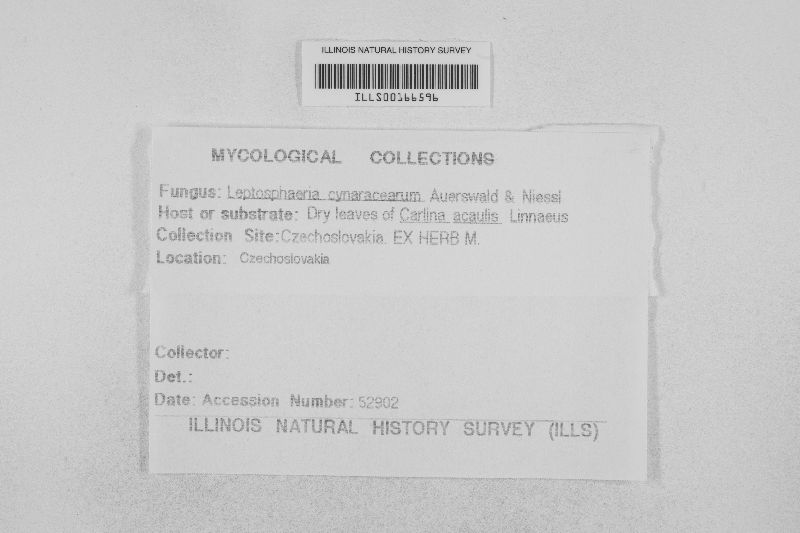 ILLINOIS NATURAL HISTORY SURVEY
ILLS00166596
MYCOLOGICAL COLLECTIONS
Fungus: Leptosphaeria cynaracearum Auerswald & Niessl
Host or substrate: Dry leaves of Carlina acaulis Linnaeus
Collection Site: Czechoslovakia. EX HERB M.
Location: Czechoslovakia
Collector:
Det.:
Date: Accession Number: 52902
ILLINOIS NATURAL HISTORY SURVEY (ILLS)